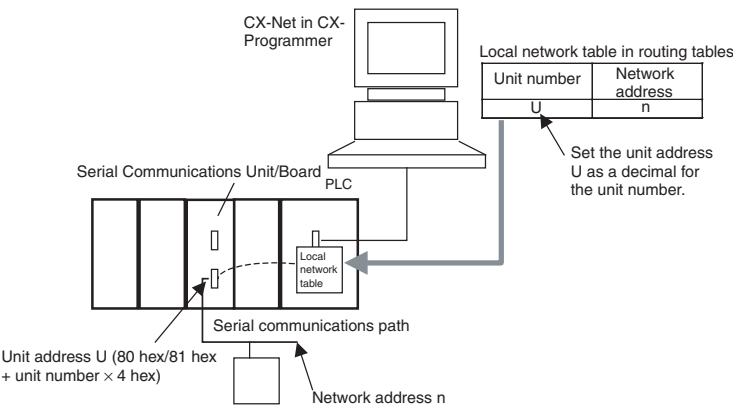 CX-Net in CX-
Programmer
Local network table in routing tables
Unit number
Network
address
U
n
Set the unit address
U as a decimal for
the unit number.
Serial Communications Unit/Board
PLC
Local
network
table
Serial communications path
Unit address U (80 hex/81 hex
+ unit number × 4 hex)
Network address n